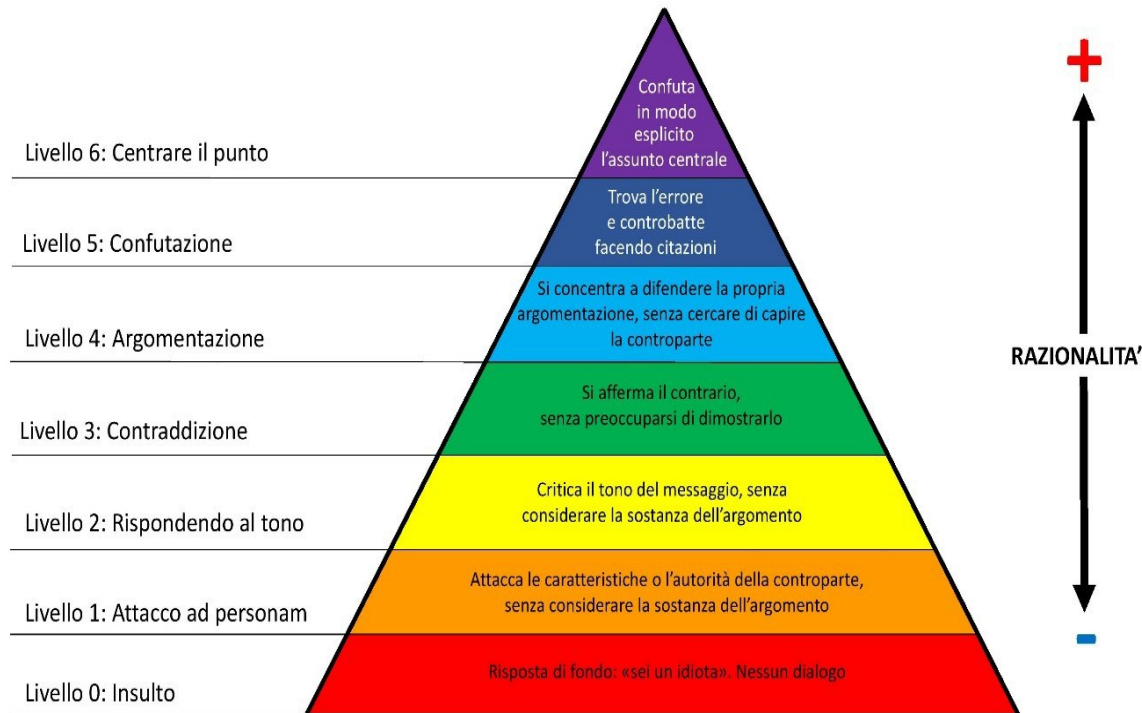 Confuta
in modo
esplicito
l'assunto centrale
Livello 6: Centrare il punto
Trova l'errore
e controbatte
facendo citazioni
Livello 5: Confutazione
Si concentra a difendere la propria
argomentazione, senza cercare di capire
la controparte
Livello 4: Argomentazione
Si afferma il contrario,
senza preoccuparsi di dimostrarlo
Livello 3: Contraddizione
Critica il tono del messaggio, senza
considerare la sostanza dell'argomento
Livello 2: Rispondendo al tono
Attacca le caratteristiche o l'autorità della controparte,
senza considerare la sostanza dell'argomento
Livello 1: Attacco ad personam
Risposta di fondo: «sei un idiota». Nessun dialogo
Livello 0: Insulto
+
RAZIONALITA'
-